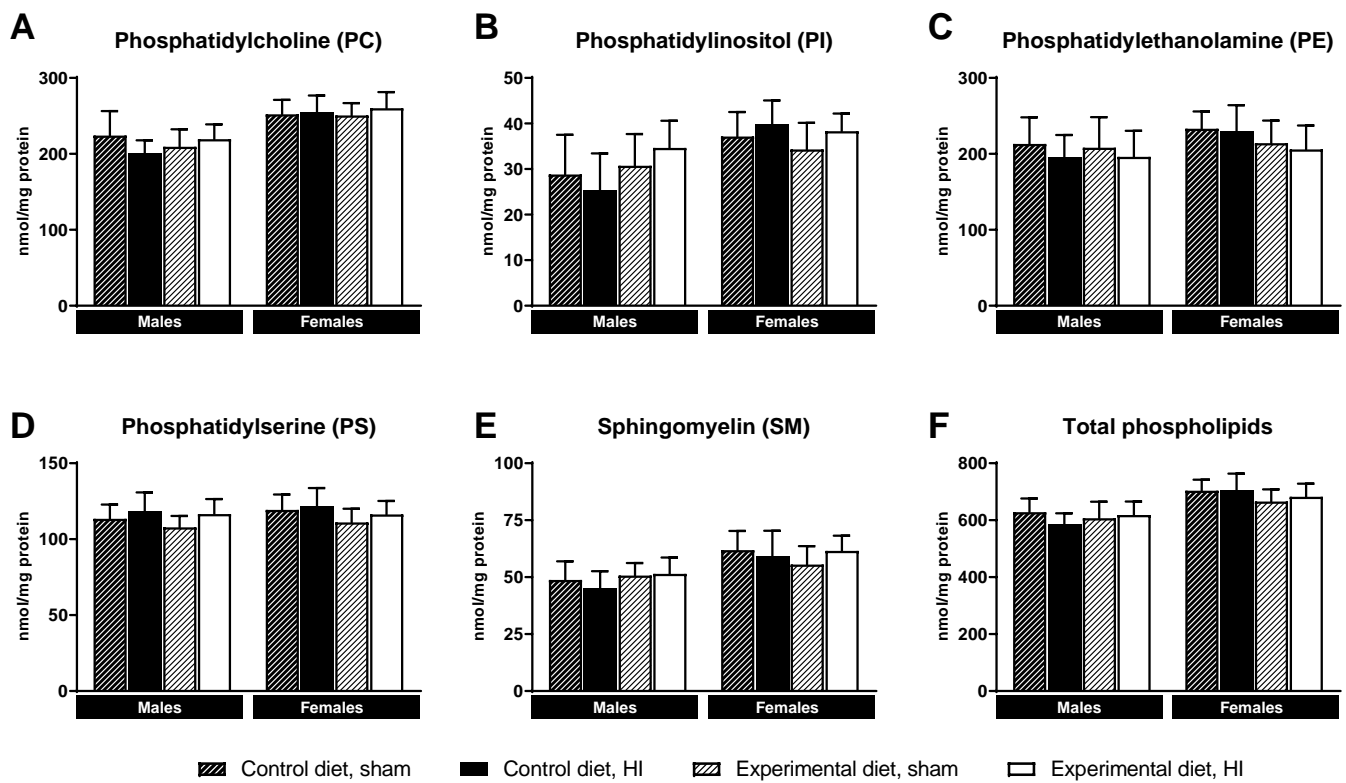 A
Phosphatidylcholine (PC)
nmol/mg protein
300
200
100
0
Males
Females
B
Phosphatidylinositol (PI)
nmol/mg protein
50
40
30
20
10
0
Males
Females
C
Phosphatidylethanolamine (PE)
nmol/mg protein
300
200
100
0
Males
Females
D
Phosphatidylserine (PS)
nmol/mg protein
150
100
50
0
Males
Females
E
Sphingomyelin (SM)
nmol/mg protein
100
75
50
25
0
Males
Females
F
Total phospholipids
nmol/mg protein
800
600
400
200
0
Males
Females
Control diet, sham
Control diet, HI
Experimental diet, sham
Experimental diet, HI